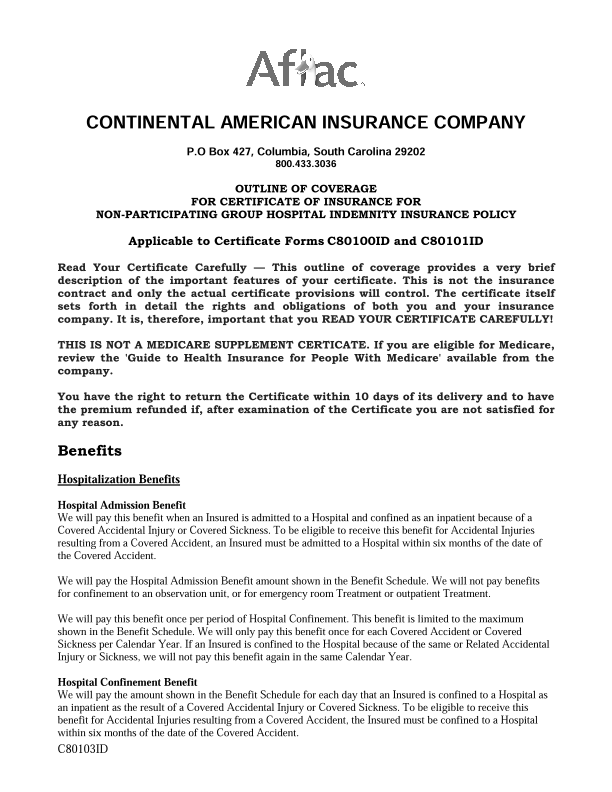 Aflac
CONTINENTAL AMERICAN INSURANCE COMPANY
P.O Box 427, Columbia, South Carolina 29202
800.433.3036
OUTLINE OF COVERAGE
FOR CERTIFICATE OF INSURANCE FOR
NON-PARTICIPATING GROUP HOSPITAL INDEMNITY INSURANCE POLICY
Applicable to Certificate Forms C80100ID and C80101ID
Read Your Certificate Carefully — This outline of coverage provides a very brief
description of the important features of your certificate. This is not the insurance
contract and only the actual certificate provisions will control. The certificate itself
sets forth in detail the rights and obligations of both you and your insurance
company. It is, therefore, important that you READ YOUR CERTIFICATE CAREFULLY!
THIS IS NOT A MEDICARE SUPPLEMENT CERTICATE. If you are eligible for Medicare,
review the 'Guide to Health Insurance for People With Medicare' available from the
company.
You have the right to return the Certificate within 10 days of its delivery and to have
the premium refunded if, after examination of the Certificate you are not satisfied for
any reason.
Benefits
Hospitalization Benefits
Hospital Admission Benefit
We will pay this benefit when an Insured is admitted to a Hospital and confined as an inpatient because of a
Covered Accidental Injury or Covered Sickness. To be eligible to receive this benefit for Accidental Injuries
resulting from a Covered Accident, an Insured must be admitted to a Hospital within six months of the date of
the Covered Accident.
We will pay the Hospital Admission Benefit amount shown in the Benefit Schedule. We will not pay benefits
for confinement to an observation unit, or for emergency room Treatment or outpatient Treatment.
We will pay this benefit once per period of Hospital Confinement. This benefit is limited to the maximum
shown in the Benefit Schedule. We will only pay this benefit once for each Covered Accident or Covered
Sickness per Calendar Year. If an Insured is confined to the Hospital because of the same or Related Accidental
Injury or Sickness, we will not pay this benefit again in the same Calendar Year.
Hospital Confinement Benefit
We will pay the amount shown in the Benefit Schedule for each day that an Insured is confined to a Hospital as
an inpatient as the result of a Covered Accidental Injury or Covered Sickness. To be eligible to receive this
benefit for Accidental Injuries resulting from a Covered Accident, the Insured must be confined to a Hospital
within six months of the date of the Covered Accident.
C80103ID